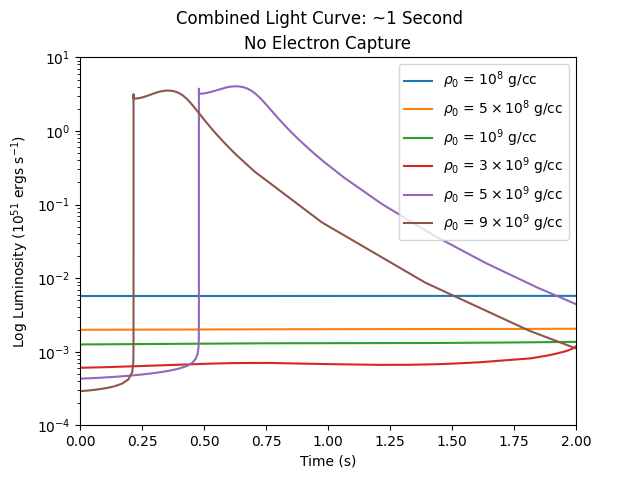 Combined Light Curve: ~1 Second
No Electron Capture
Log Luminosity (10^51 ergs s^−1)
10^1
10^0
10^−1
10^−2
10^−3
10^−4
ρ₀ = 10^8 g/cc
ρ₀ = 5 × 10^8 g/cc
ρ₀ = 10^9 g/cc
ρ₀ = 3 × 10^9 g/cc
ρ₀ = 5 × 10^9 g/cc
ρ₀ = 9 × 10^9 g/cc
0.00 0.25 0.50 0.75 1.00 1.25 1.50 1.75 2.00
Time (s)